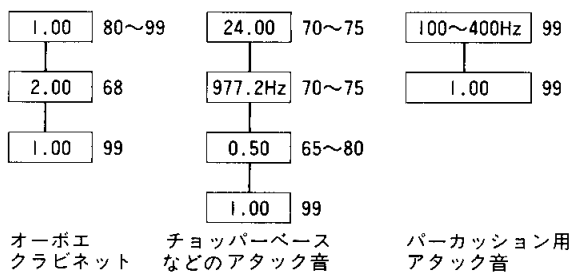 1.00 80～99
2.00 68
1.00 99
オーボエ
クラビネット
24.00 70～75
977.2Hz 70～75
0.50 65～80
1.00 99
チョッパーベース
などのアタック音
100～400Hz 99
1.00 99
パーカッション用
アタック音